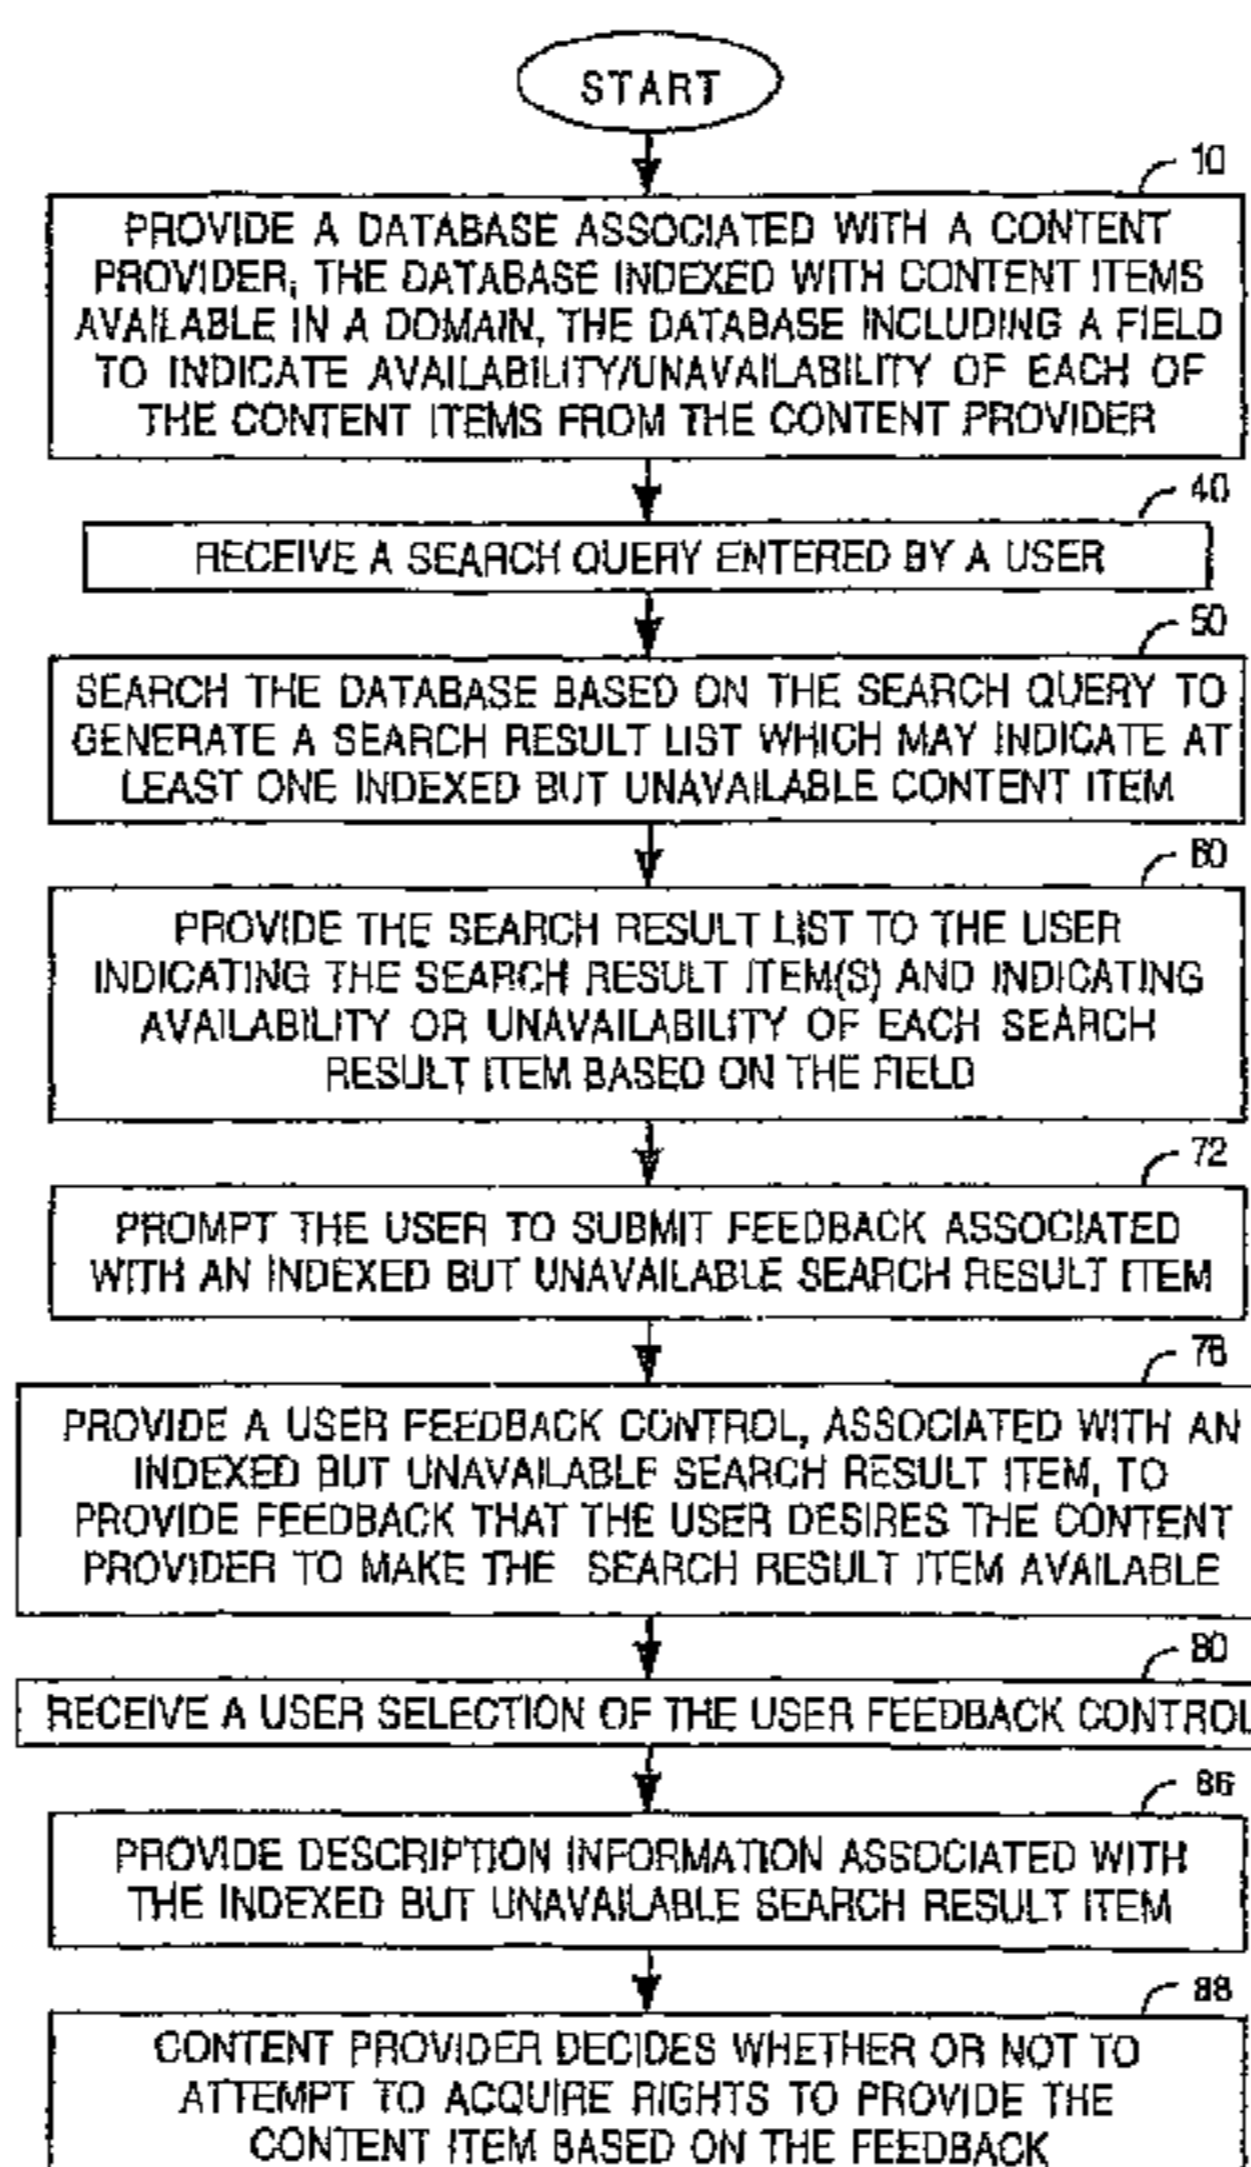 START
10
PROVIDE A DATABASE ASSOCIATED WITH A CONTENT
PROVIDER, THE DATABASE INDEXED WITH CONTENT ITEMS
AVAILABLE IN A DOMAIN, THE DATABASE INCLUDING A FIELD
TO INDICATE AVAILABILITY/UNAVAILABILITY OF EACH OF
THE CONTENT ITEMS FROM THE CONTENT PROVIDER
40
RECEIVE A SEARCH QUERY ENTERED BY A USER
50
SEARCH THE DATABASE BASED ON THE SEARCH QUERY TO
GENERATE A SEARCH RESULT LIST WHICH MAY INDICATE AT
LEAST ONE INDEXED BUT UNAVAILABLE CONTENT ITEM
60
PROVIDE THE SEARCH RESULT LIST TO THE USER
INDICATING THE SEARCH RESULT ITEM(S) AND INDICATING
AVAILABILITY OR UNAVAILABILITY OF EACH SEARCH
RESULT ITEM BASED ON THE FIELD
72
PROMPT THE USER TO SUBMIT FEEDBACK ASSOCIATED
WITH AN INDEXED BUT UNAVAILABLE SEARCH RESULT ITEM
PROVIDE A USER FEEDBACK CONTROL, ASSOCIATED WITH AN
INDEXED BUT UNAVAILABLE SEARCH RESULT ITEM, TO
PROVIDE FEEDBACK THAT THE USER DESIRES THE CONTENT
PROVIDER TO MAKE THE SEARCH RESULT ITEM AVAILABLE
80
RECEIVE A USER SELECTION OF THE USER FEEDBACK CONTROL
86
PROVIDE DESCRIPTION INFORMATION ASSOCIATED WITH
THE INDEXED BUT UNAVAILABLE SEARCH RESULT ITEM
88
CONTENT PROVIDER DECIDES WHETHER OR NOT TO
ATTEMPT TO ACQUIRE RIGHTS TO PROVIDE THE
CONTENT ITEM BASED ON THE FEEDBACK